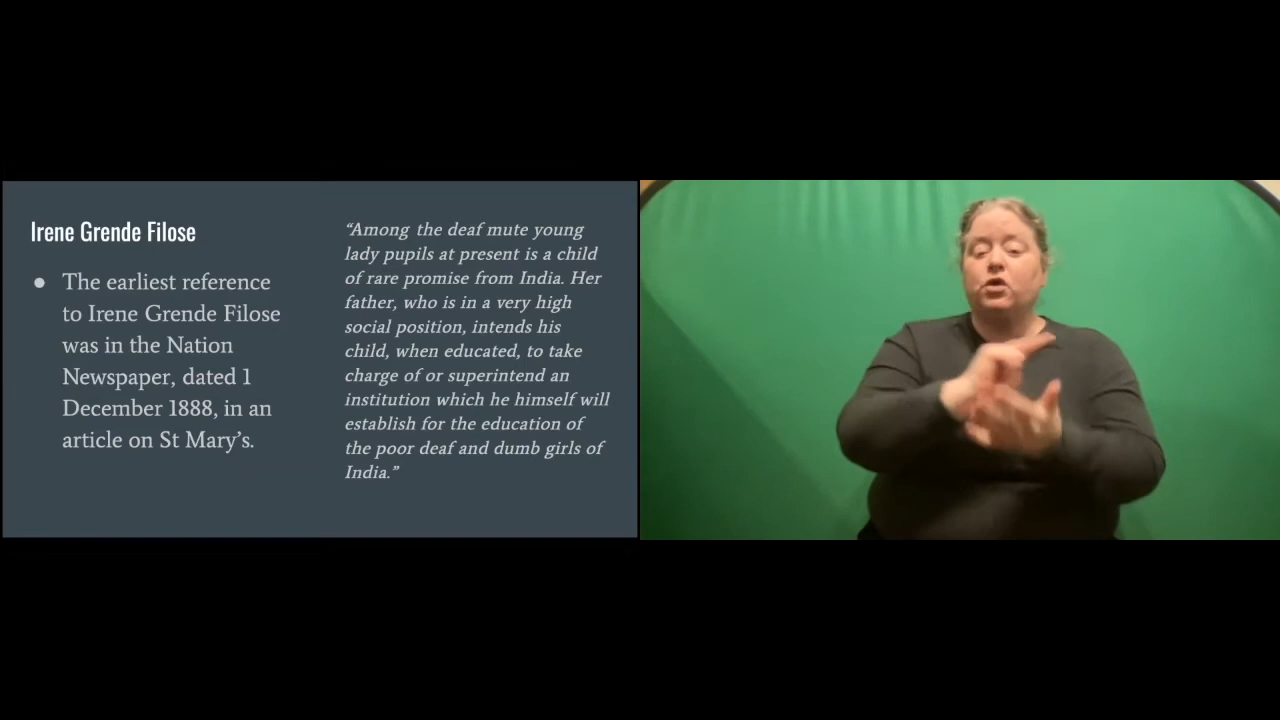 Irene Grende Filose
● The earliest reference
to Irene Grende Filose
was in the Nation
Newspaper, dated 1
December 1888, in an
article on St Mary’s.
“Among the deaf mute young
lady pupils at present is a child
of rare promise from India. Her
father, who is in a very high
social position, intends his
child, when educated, to take
charge of or superintend an
institution which he himself will
establish for the education of
the poor deaf and dumb girls of
India.”